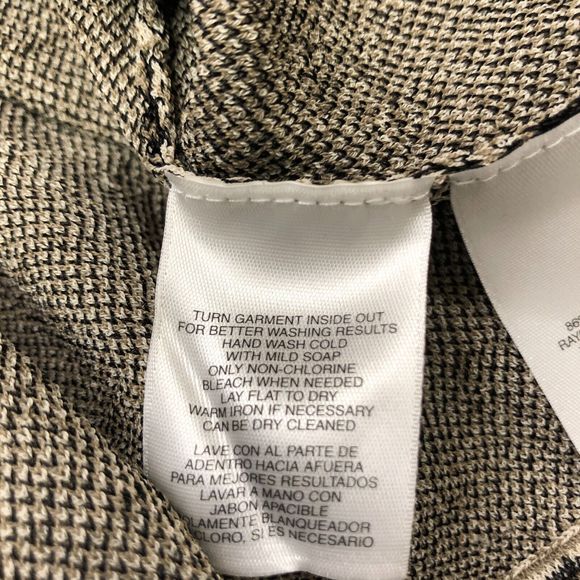 TURN GARMENT INSIDE OUT
FOR BETTER WASHING RESULTS
HAND WASH COLD
WITH MILD SOAP
ONLY NON-CHLORINE
BLEACH WHEN NEEDED
LAY FLAT TO DRY
WARM IRON IF NECESSARY
CAN BE DRY CLEANED
LAVE CON AL PARTE DE
ADENTRO HACIA AFUERA
PARA MEJORES RESULTADOS
LAVAR A MANO CON
JABON APACIBLE
OLAMENTE BLANQUEADOR
CLORO, SI ES NECESARIO
86
RAY